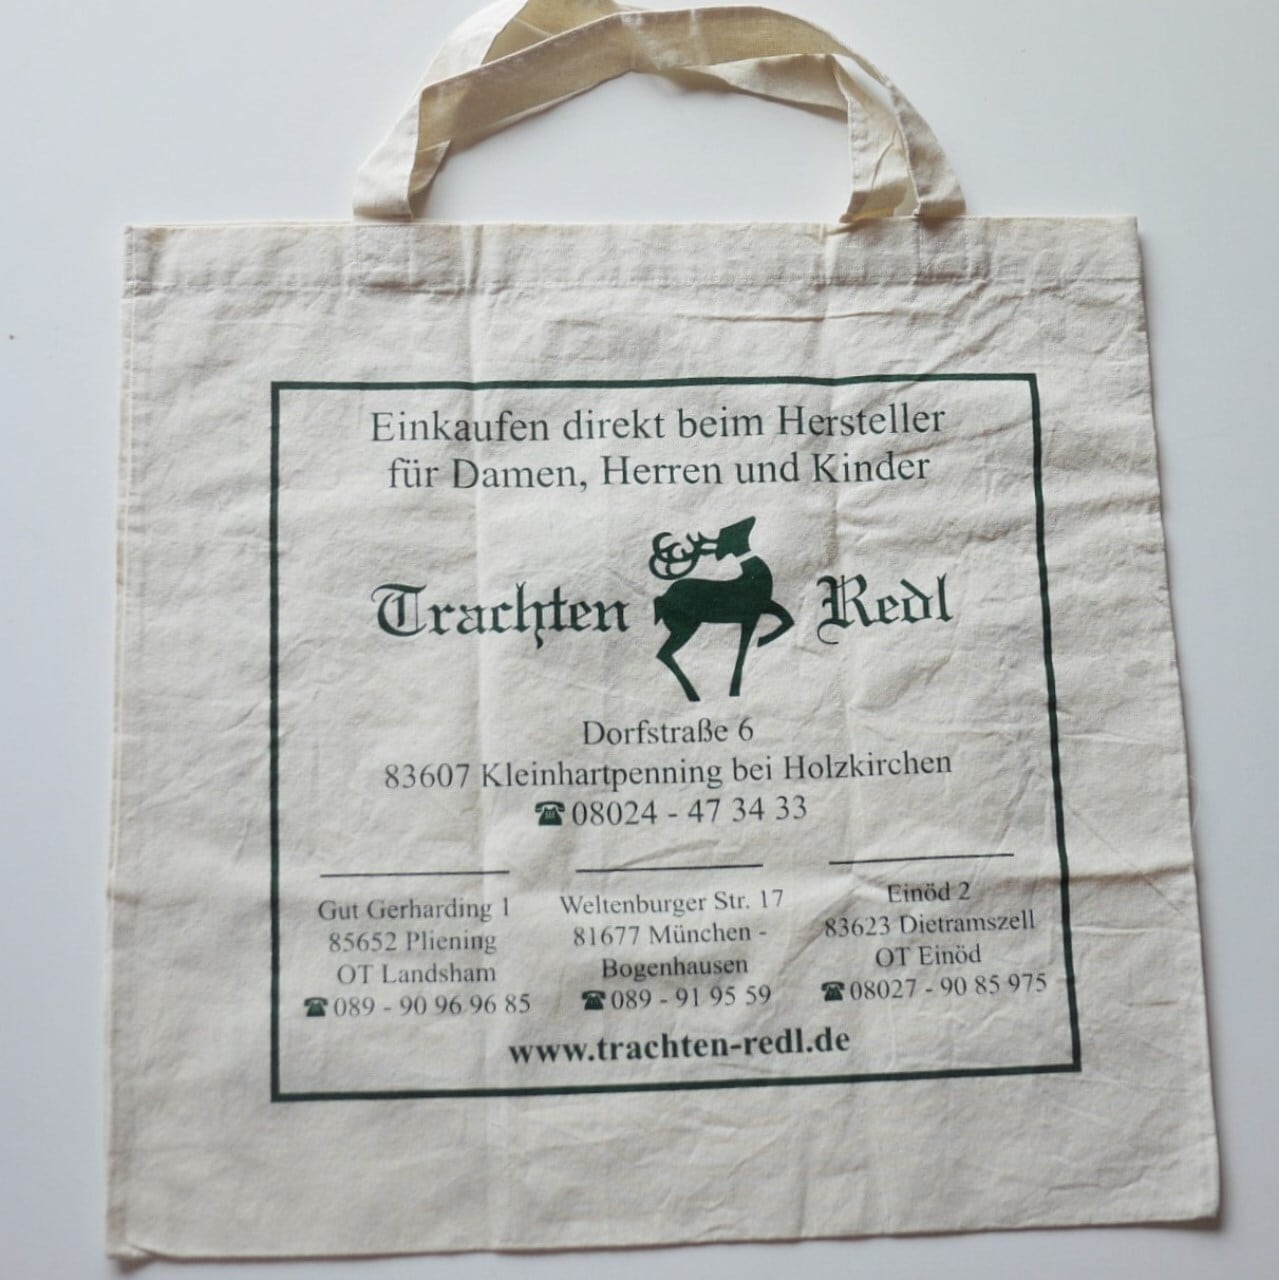 Einkaufen direkt beim Hersteller
für Damen, Herren und Kinder
Trachten Redl
Dorfstraße 6
83607 Kleinhartpenning bei Holzkirchen
☎ 08024 - 47 34 33
Gut Gerharding 1
85652 Pliening
OT Landsham
☎ 089 - 90 96 96 85
Weltenburger Str. 17
81677 München -
Bogenhausen
☎ 089 - 91 95 59
Einöd 2
83623 Dietramszell
OT Einöd
☎ 08027 - 90 85 975
www.trachten-redl.de